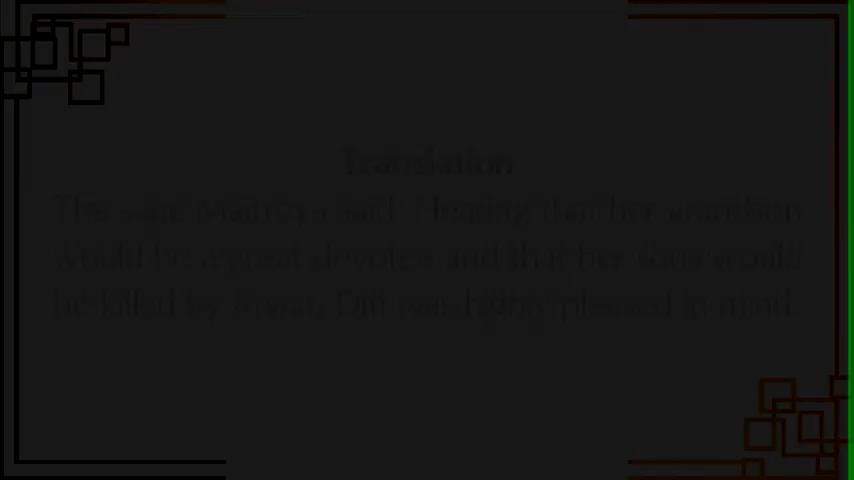 Translation
The sage Maitreya said: Hearing that her grandson
would be a great devotee and that her sons would
be killed by Kṛṣṇa, Diti was highly pleased in mind.